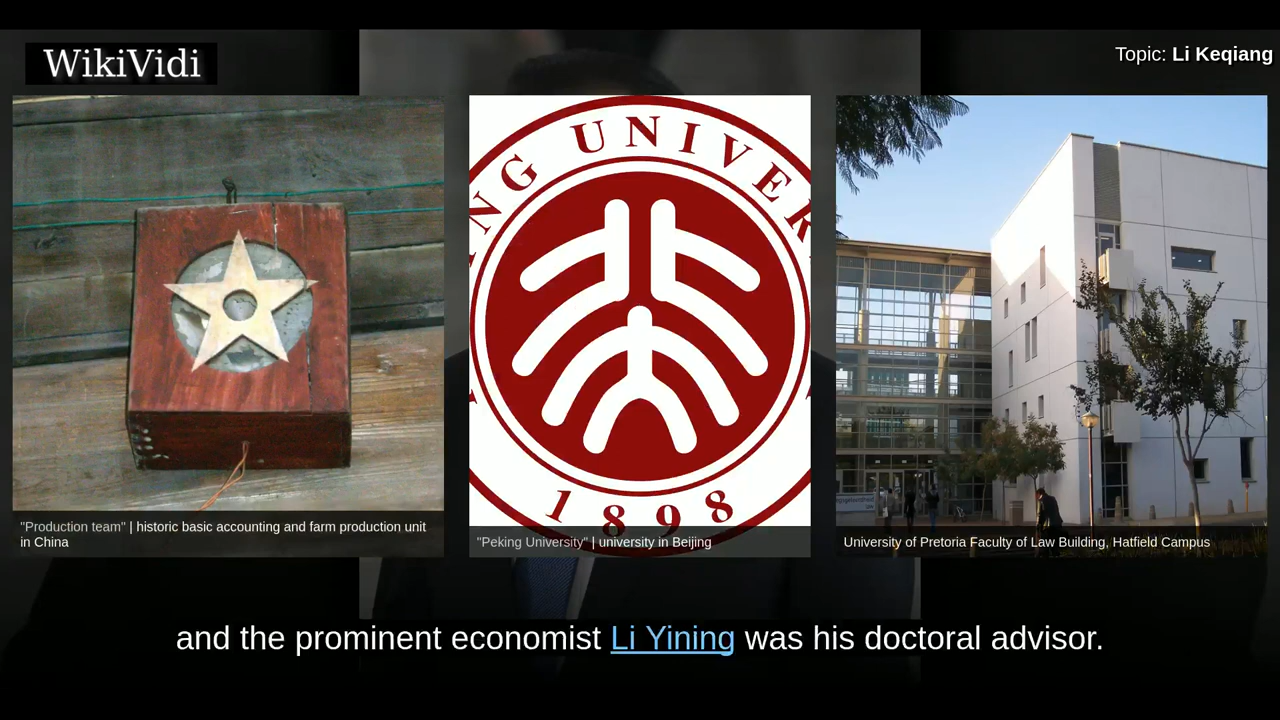 WikiVidi
Topic: Li Keqiang
UNIVER
NG
1898
"Production team" | historic basic accounting and farm production unit
in China
"Peking University" | university in Beijing
University of Pretoria Faculty of Law Building, Hatfield Campus
and the prominent economist Li Yining was his doctoral advisor.